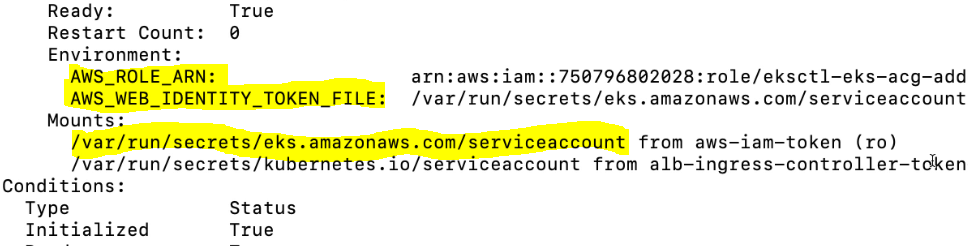 Ready: True
Restart Count: 0
Environment:
AWS_ROLE_ARN: arn:aws:iam::750796802028:role/eksctl-eks-acg-add
AWS_WEB_IDENTITY_TOKEN_FILE: /var/run/secrets/eks.amazonaws.com/serviceaccount
Mounts:
/var/run/secrets/eks.amazonaws.com/serviceaccount from aws-iam-token (ro)
/var/run/secrets/kubernetes.io/serviceaccount from alb-ingress-controller-token
Conditions:
Type Status
Initialized True